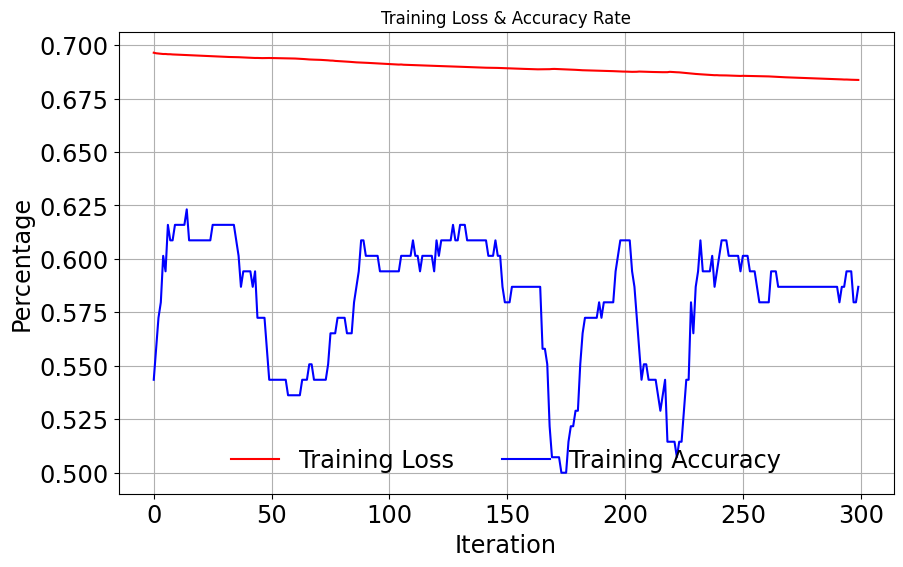 Training Loss & Accuracy Rate
0.700
0.675
0.650
0.625
0.600
0.575
0.550
0.525
0.500
Percentage
Training Loss
Training Accuracy
0 50 100 150 200 250 300
Iteration